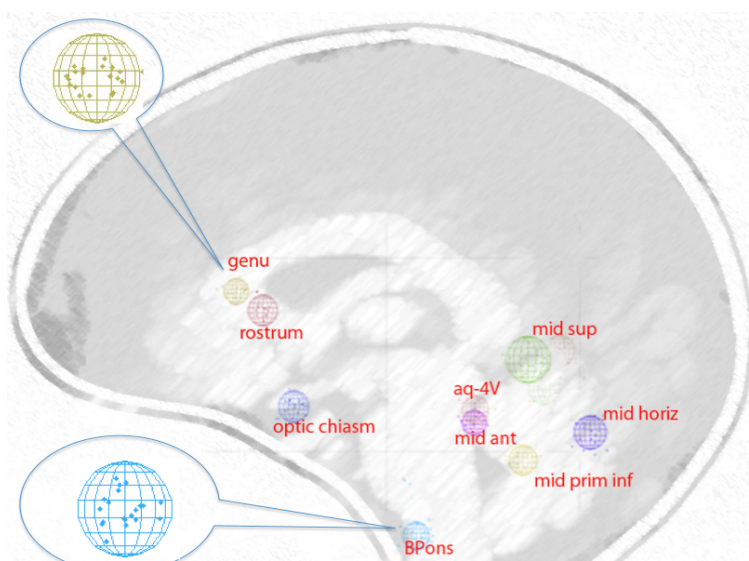 genu
rostrum
mid sup
aq-4V
optic chiasm
mid ant
mid horiz
mid prim inf
BPons